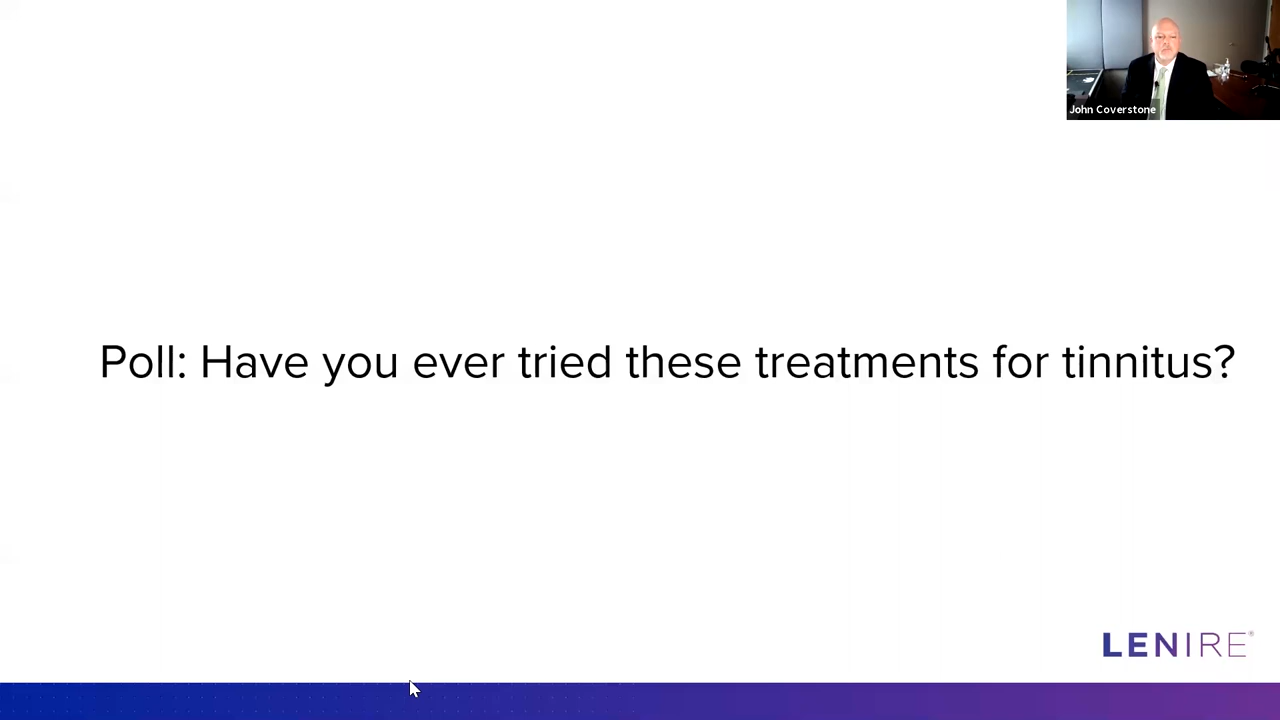 John Coverstone
Poll: Have you ever tried these treatments for tinnitus?
LENIRE®